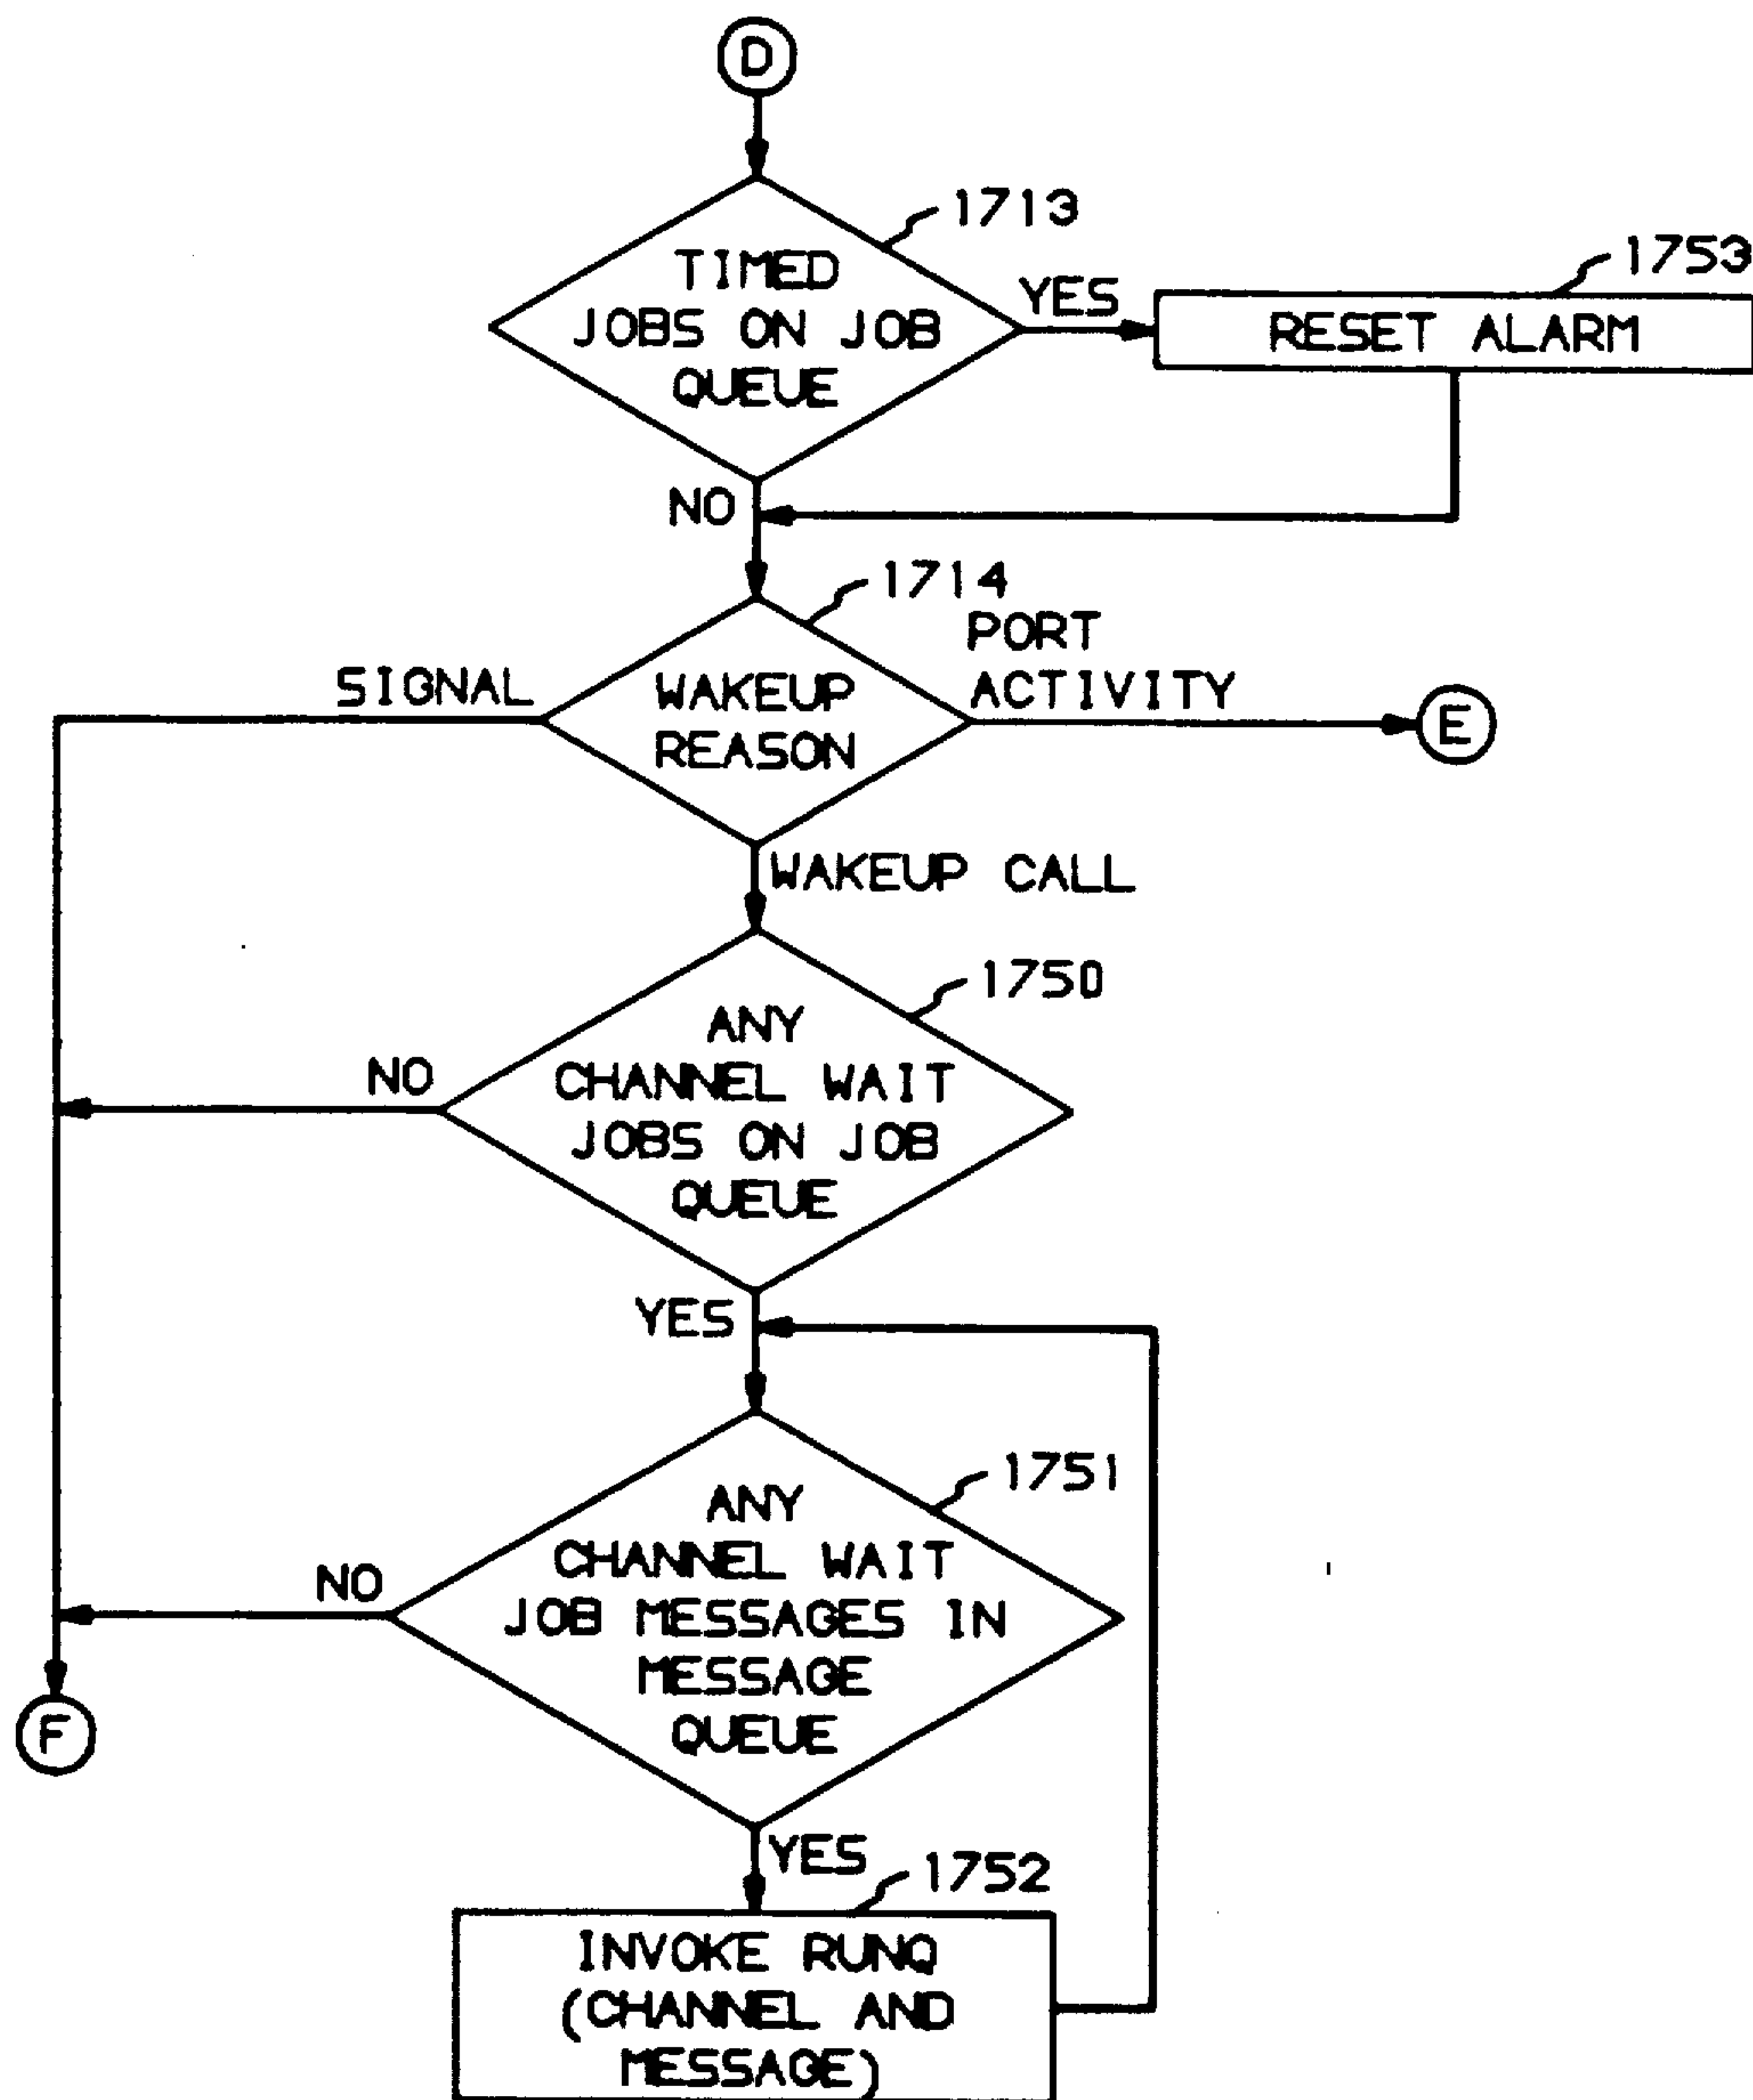 D
1713
TIMED
JOBS ON JOB
QUEUE
YES
1753
RESET ALARM
NO
1714
PORT
ACTIVITY
SIGNAL
WAKEUP
REASON
E
WAKEUP CALL
1750
ANY
CHANNEL WAIT
JOBS ON JOB
QUEUE
NO
YES
1751
ANY
CHANNEL WAIT
JOB MESSAGES IN
MESSAGE
QUEUE
NO
F
YES
1752
INVOKE RUNQ
(CHANNEL AND
MESSAGE)